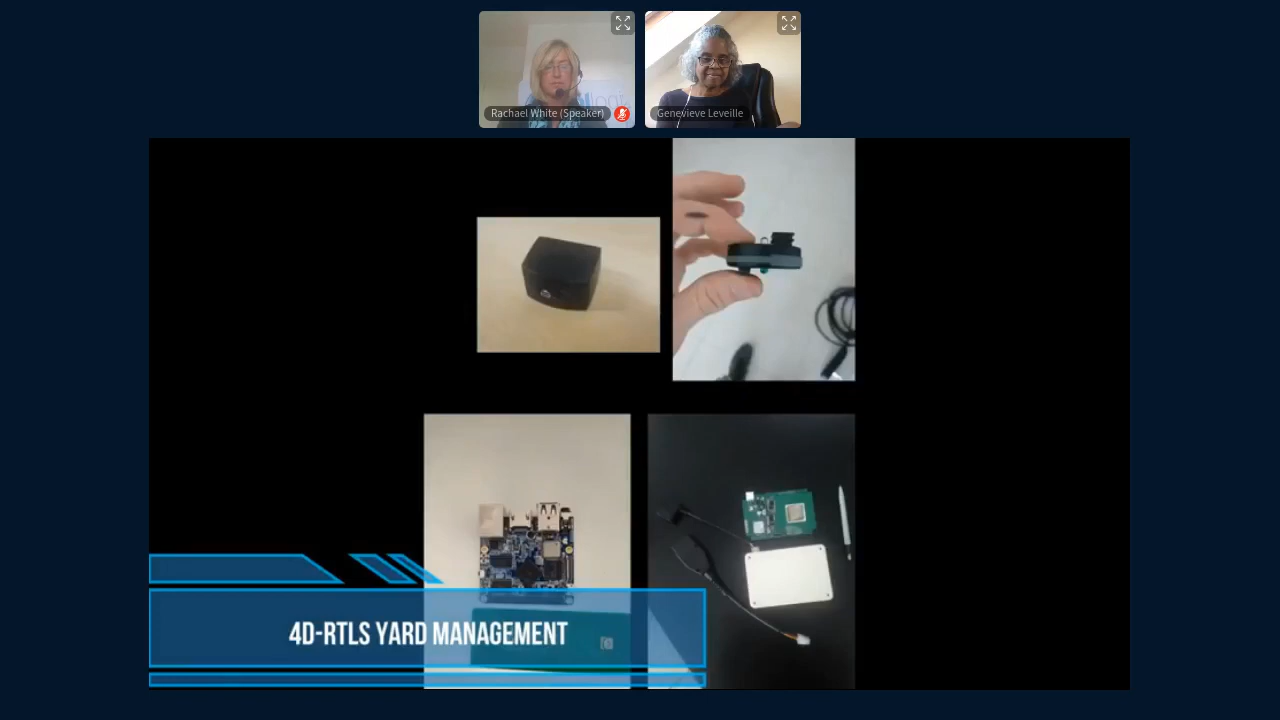 Rachael White (Speaker)
Genevieve Leveille
4D-RTLS YARD MANAGEMENT